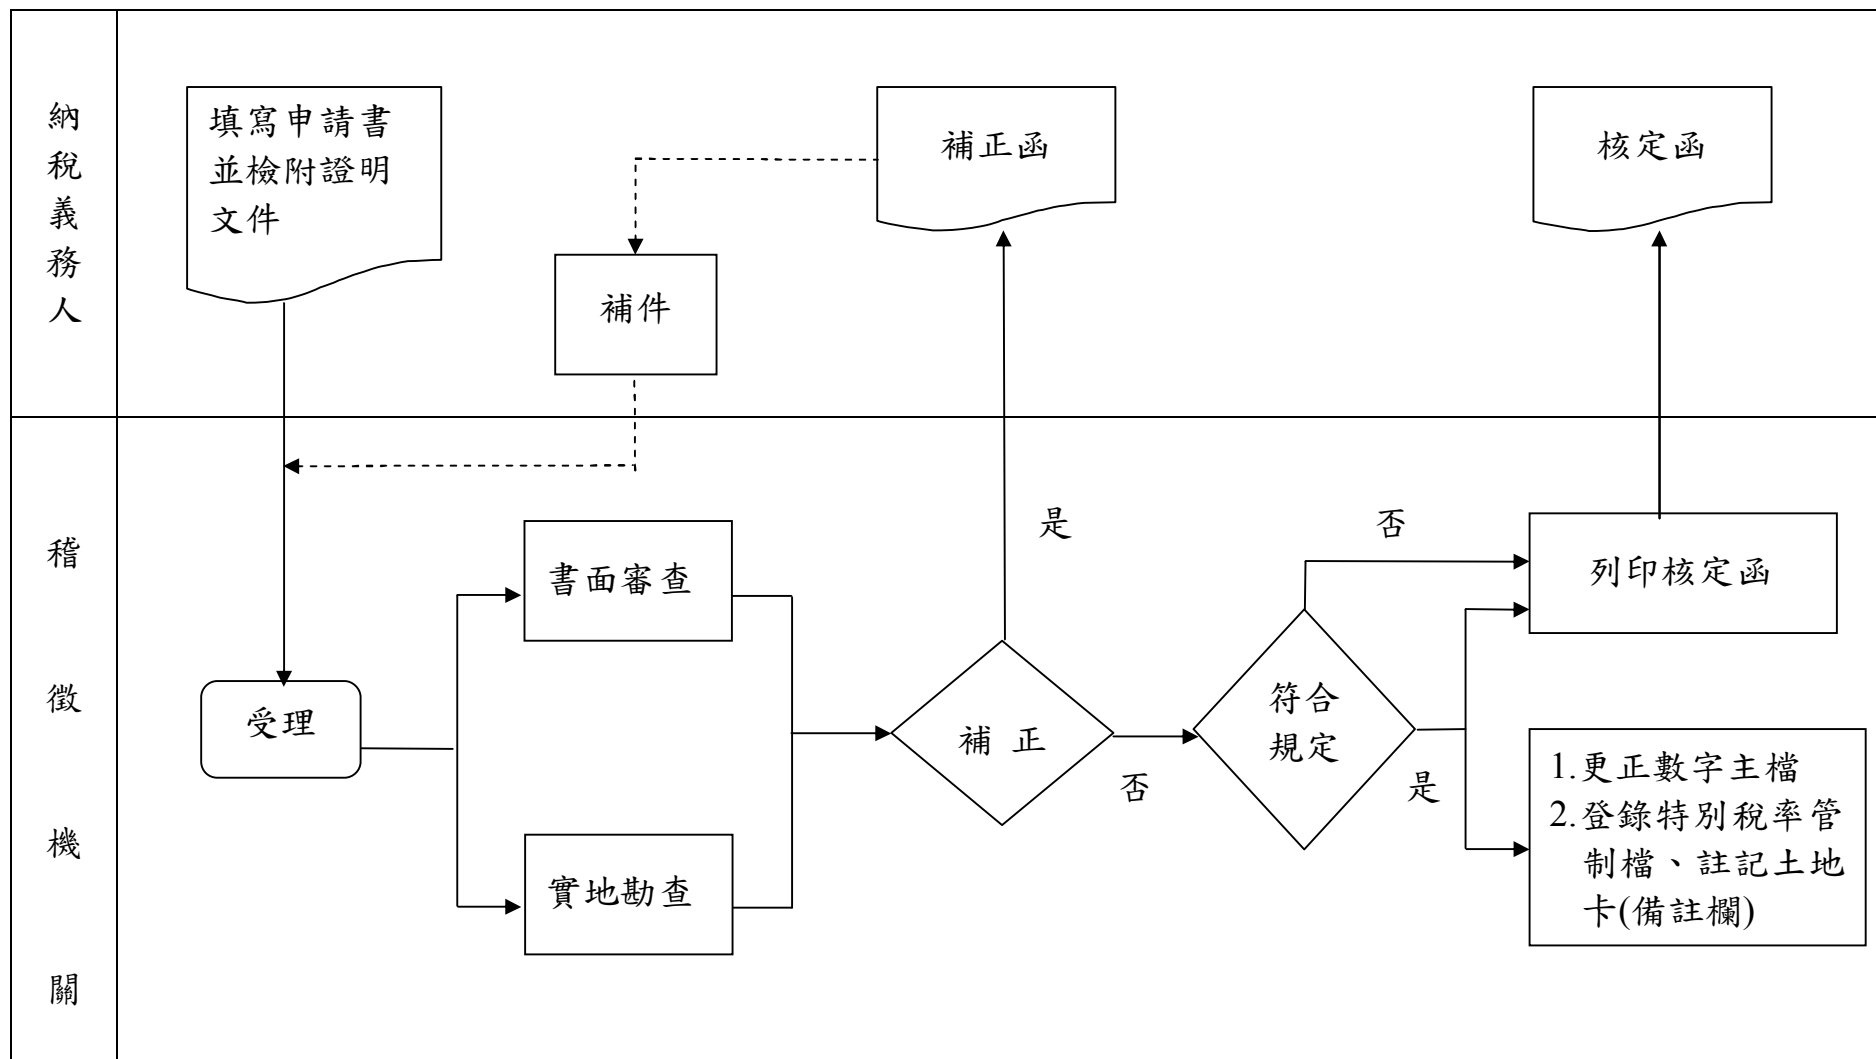 納稅義務人
填寫申請書
並檢附證明
文件
補正函
核定函
補件
稽徵機關
是
否
書面審查
列印核定函
受理
補 正
符合
規定
否
是
1.更正數字主檔
2.登錄特別稅率管
制檔、註記土地
卡(備註欄)
實地勘查